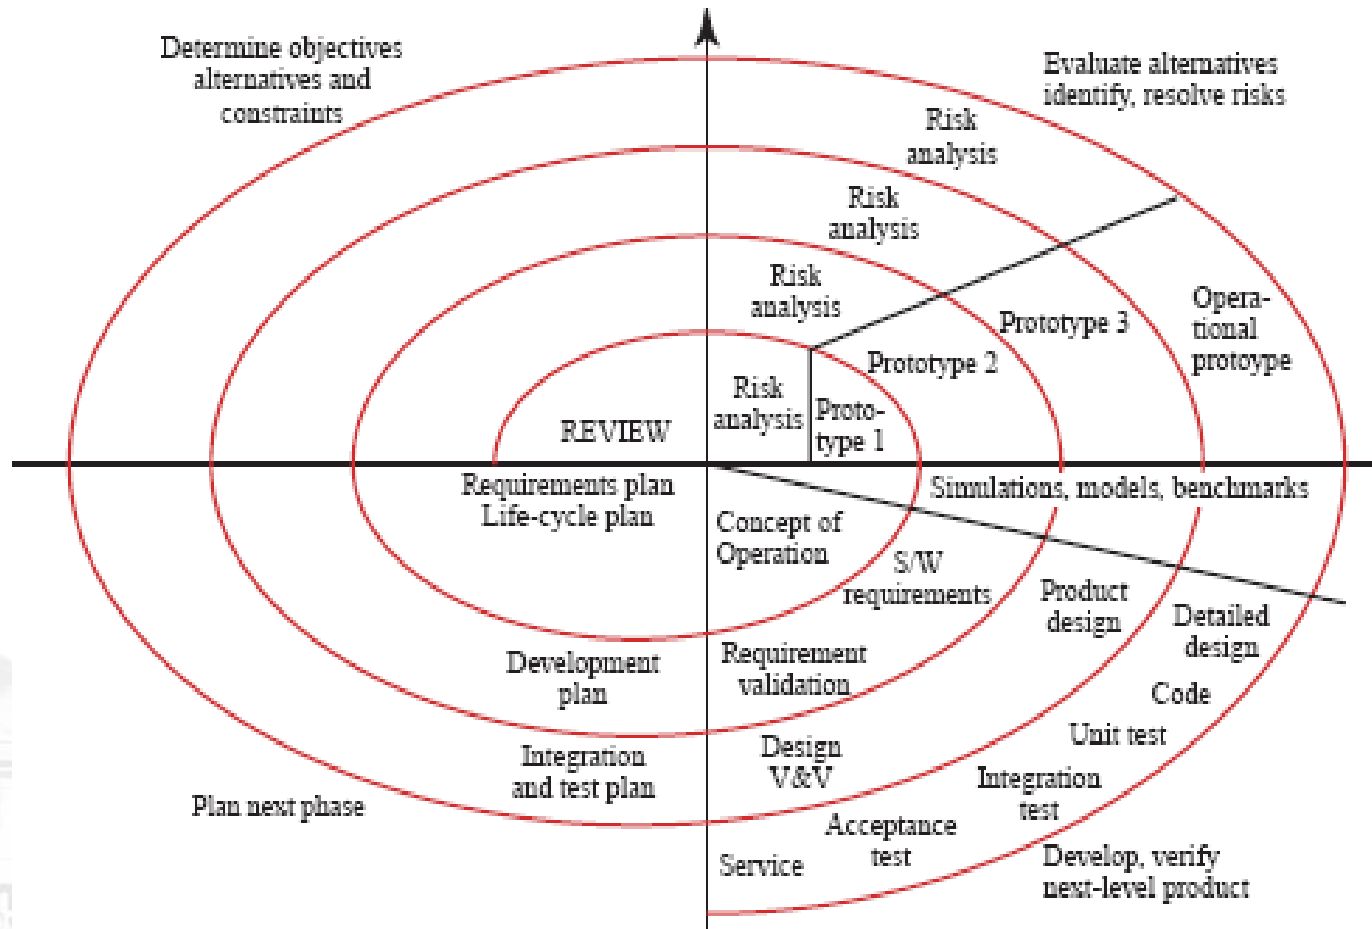 Determine objectives
alternatives and
constraints
Evaluate alternatives
identify, resolve risks
Risk
analysis
Risk
analysis
Risk
analysis
Risk
analysis
Proto-
type 1
Prototype 2
Prototype 3
Opera-
tional
protoype
REVIEW
Requirements plan
Life-cycle plan
Simulations, models, benchmarks
Concept of
Operation
S/W
requirements
Product
design
Detailed
design
Development
plan
Requirement
validation
Code
Unit test
Integration
and test plan
Design
V&V
Integration
test
Plan next phase
Acceptance
test
Service
Develop, verify
next-level product